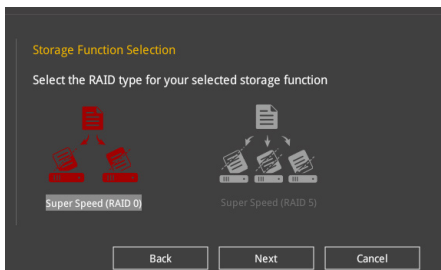 Storage Function Selection
Select the RAID type for your selected storage function
Super Speed (RAID 0)
Super Speed (RAID 5)
Back
Next
Cancel